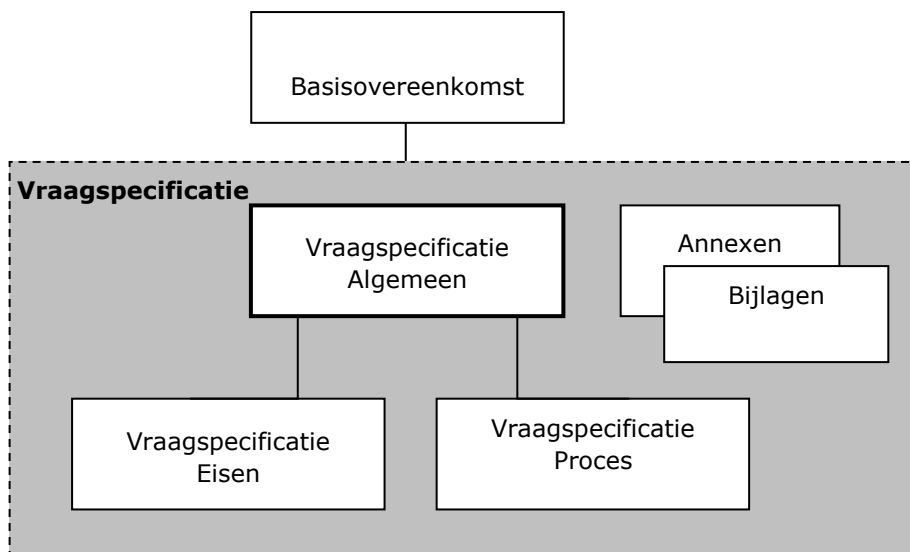 Basisovereenkomst
Vraagspecificatie
Vraagspecificatie
Algemeen
Annexen
Bijlagen
Vraagspecificatie
Eisen
Vraagspecificatie
Proces